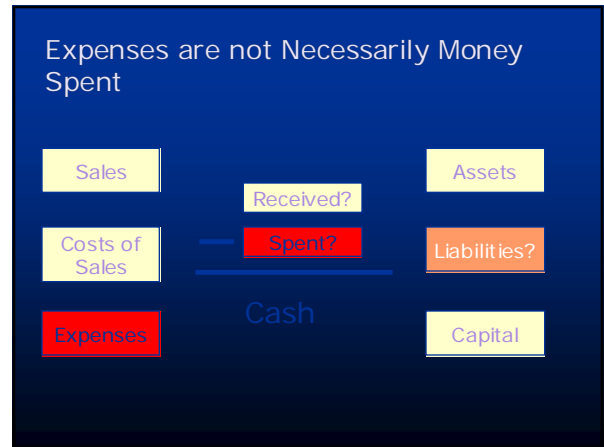 Expenses are not Necessarily Money
Spent
Sales
Costs of
Sales
Expenses
Received?
Spent?
Cash
Assets
Liabilities?
Capital